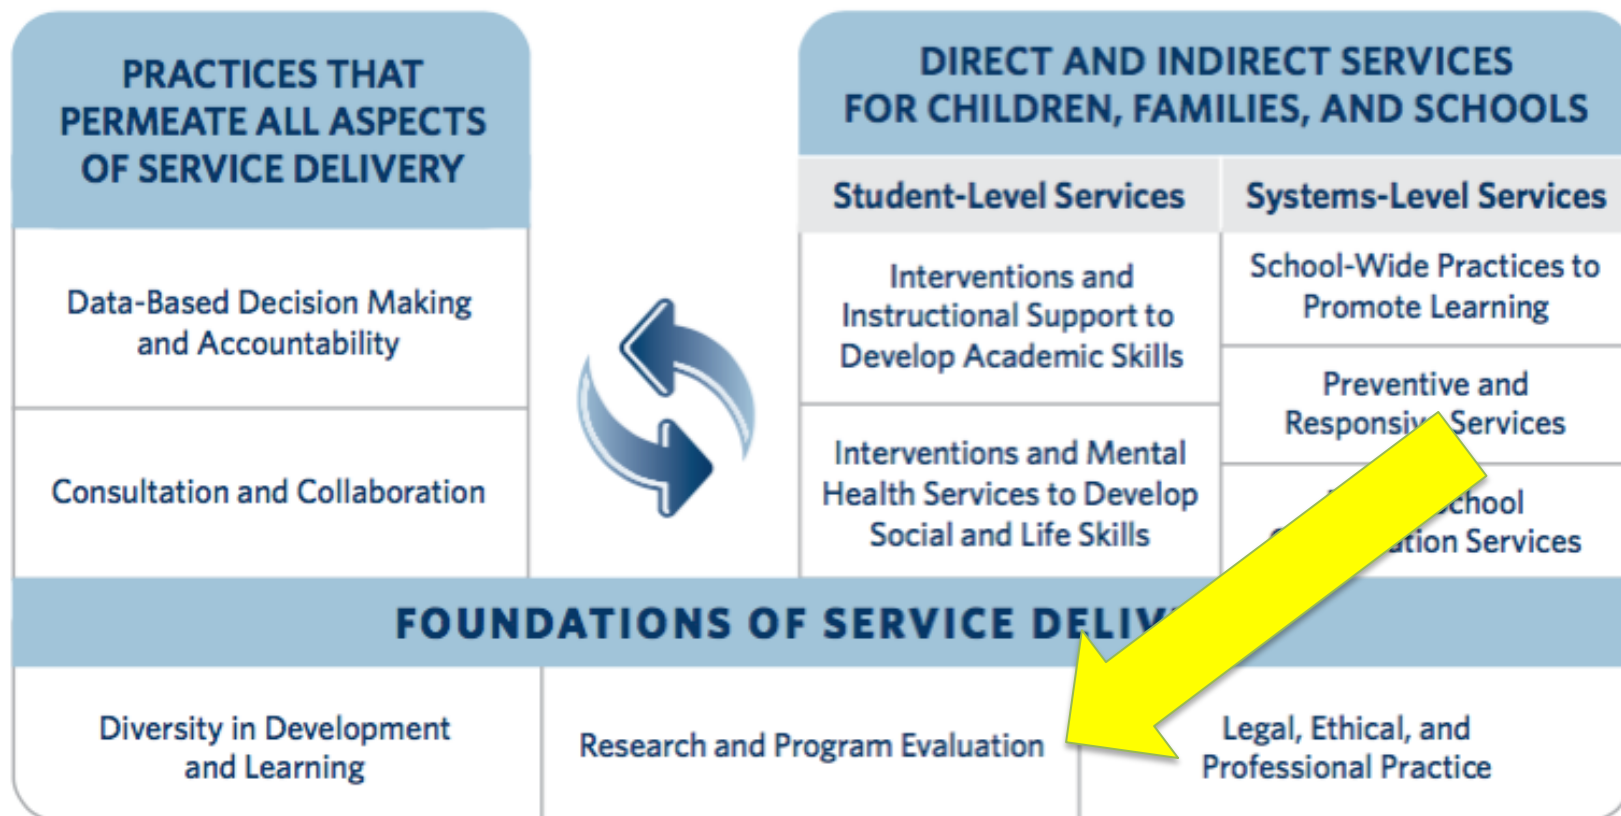 PRACTICES THAT
PERMEATE ALL ASPECTS
OF SERVICE DELIVERY
Data-Based Decision Making
and Accountability
Consultation and Collaboration
DIRECT AND INDIRECT SERVICES
FOR CHILDREN, FAMILIES, AND SCHOOLS
Student-Level Services
Interventions and
Instructional Support to
Develop Academic Skills
Interventions and Mental
Health Services to Develop
Social and Life Skills
Systems-Level Services
School-Wide Practices to
Promote Learning
Preventive and
Services
Services
FOUNDATIONS OF SERVICE
Diversity in Development
and Learning
Research and Program Evaluation
Legal, Ethical, and
Professional Practice